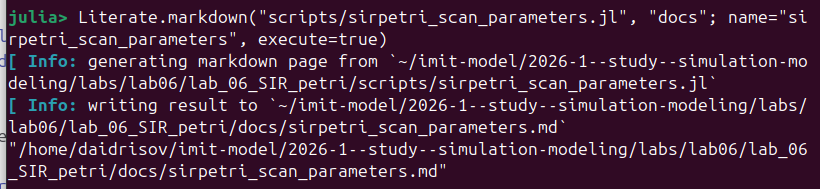 julia> Literate.markdown("scripts/sirpetri_scan_parameters.jl", "docs"; name="si
rpetri_scan_parameters", execute=true)
[ Info: generating markdown page from `~/imit-model/2026-1--study--simulation-mo
deling/labs/lab06/lab_06_SIR_petri/scripts/sirpetri_scan_parameters.jl`
[ Info: writing result to `~/imit-model/2026-1--study--simulation-modeling/labs/
lab06/lab_06_SIR_petri/docs/sirpetri_scan_parameters.md`
"/home/daidrisov/imit-model/2026-1--study--simulation-modeling/labs/lab06/lab_06
_SIR_petri/docs/sirpetri_scan_parameters.md"